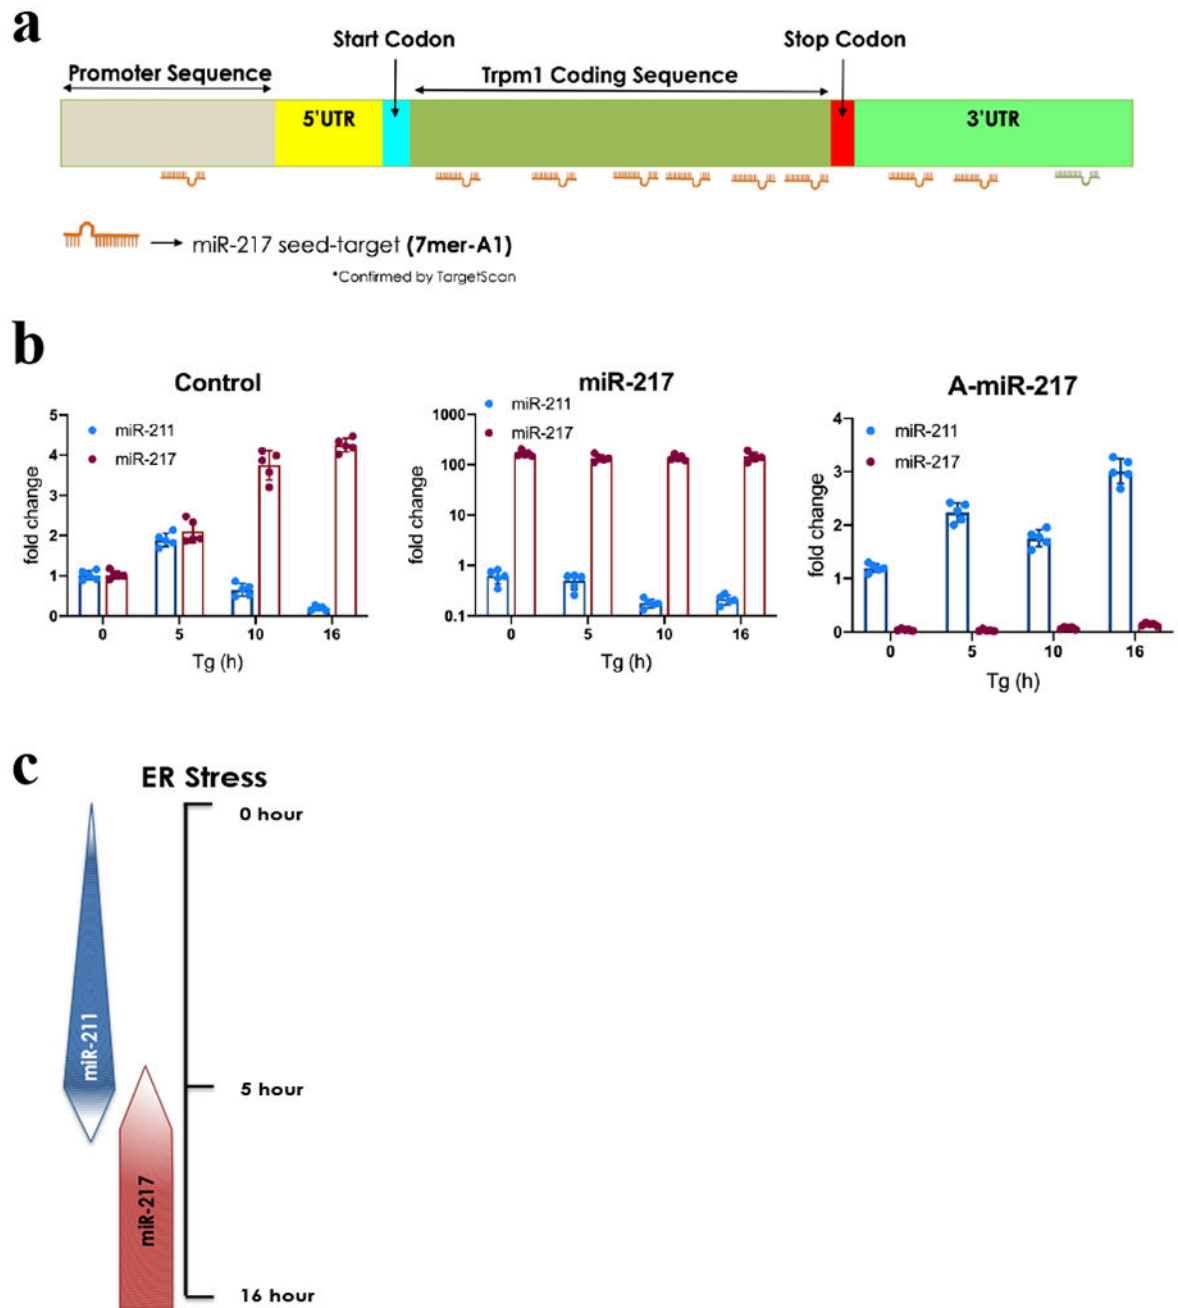 a
Start Codon
Stop Codon
Promoter Sequence
Trpm1 Coding Sequence
5'UTR
3'UTR
miR-217 seed-target (7mer-A1)
*Confirmed by TargetScan
b
Control
miR-211
miR-217
fold change
5
4
3
2
1
0
0
5
10
16
Tg (h)
miR-217
miR-211
miR-217
fold change
1000
100
10
1
0.1
0
5
10
16
Tg (h)
A-miR-217
miR-211
miR-217
fold change
4
3
2
1
0
0
5
10
16
Tg (h)
c
ER Stress
0 hour
miR-211
5 hour
miR-217
16 hour